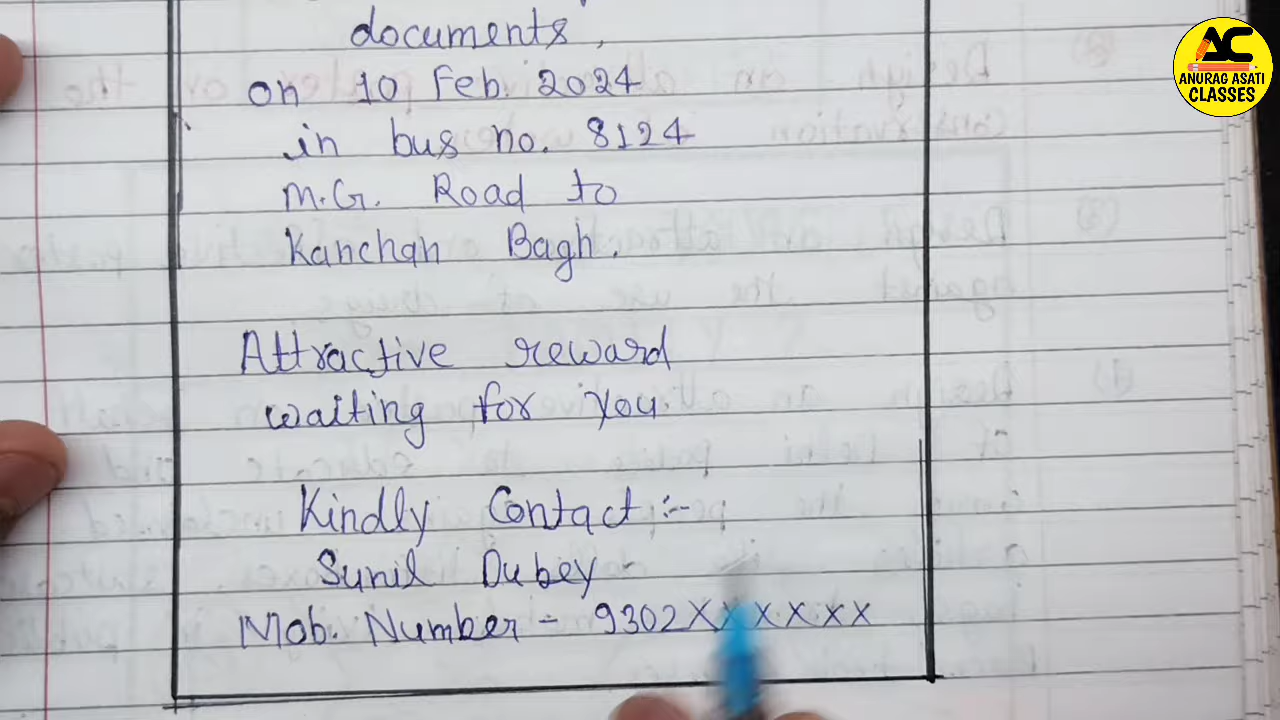 documents,
on 10 Feb. 2024
in bus no. 8124
M.G. Road to
Kanchan Bagh.
Attractive reward
waiting for you.
Kindly Contact :-
Sunil Dubey
Mob. Number - 9302XXXXXX
AC
ANURAG ASATI
CLASSES